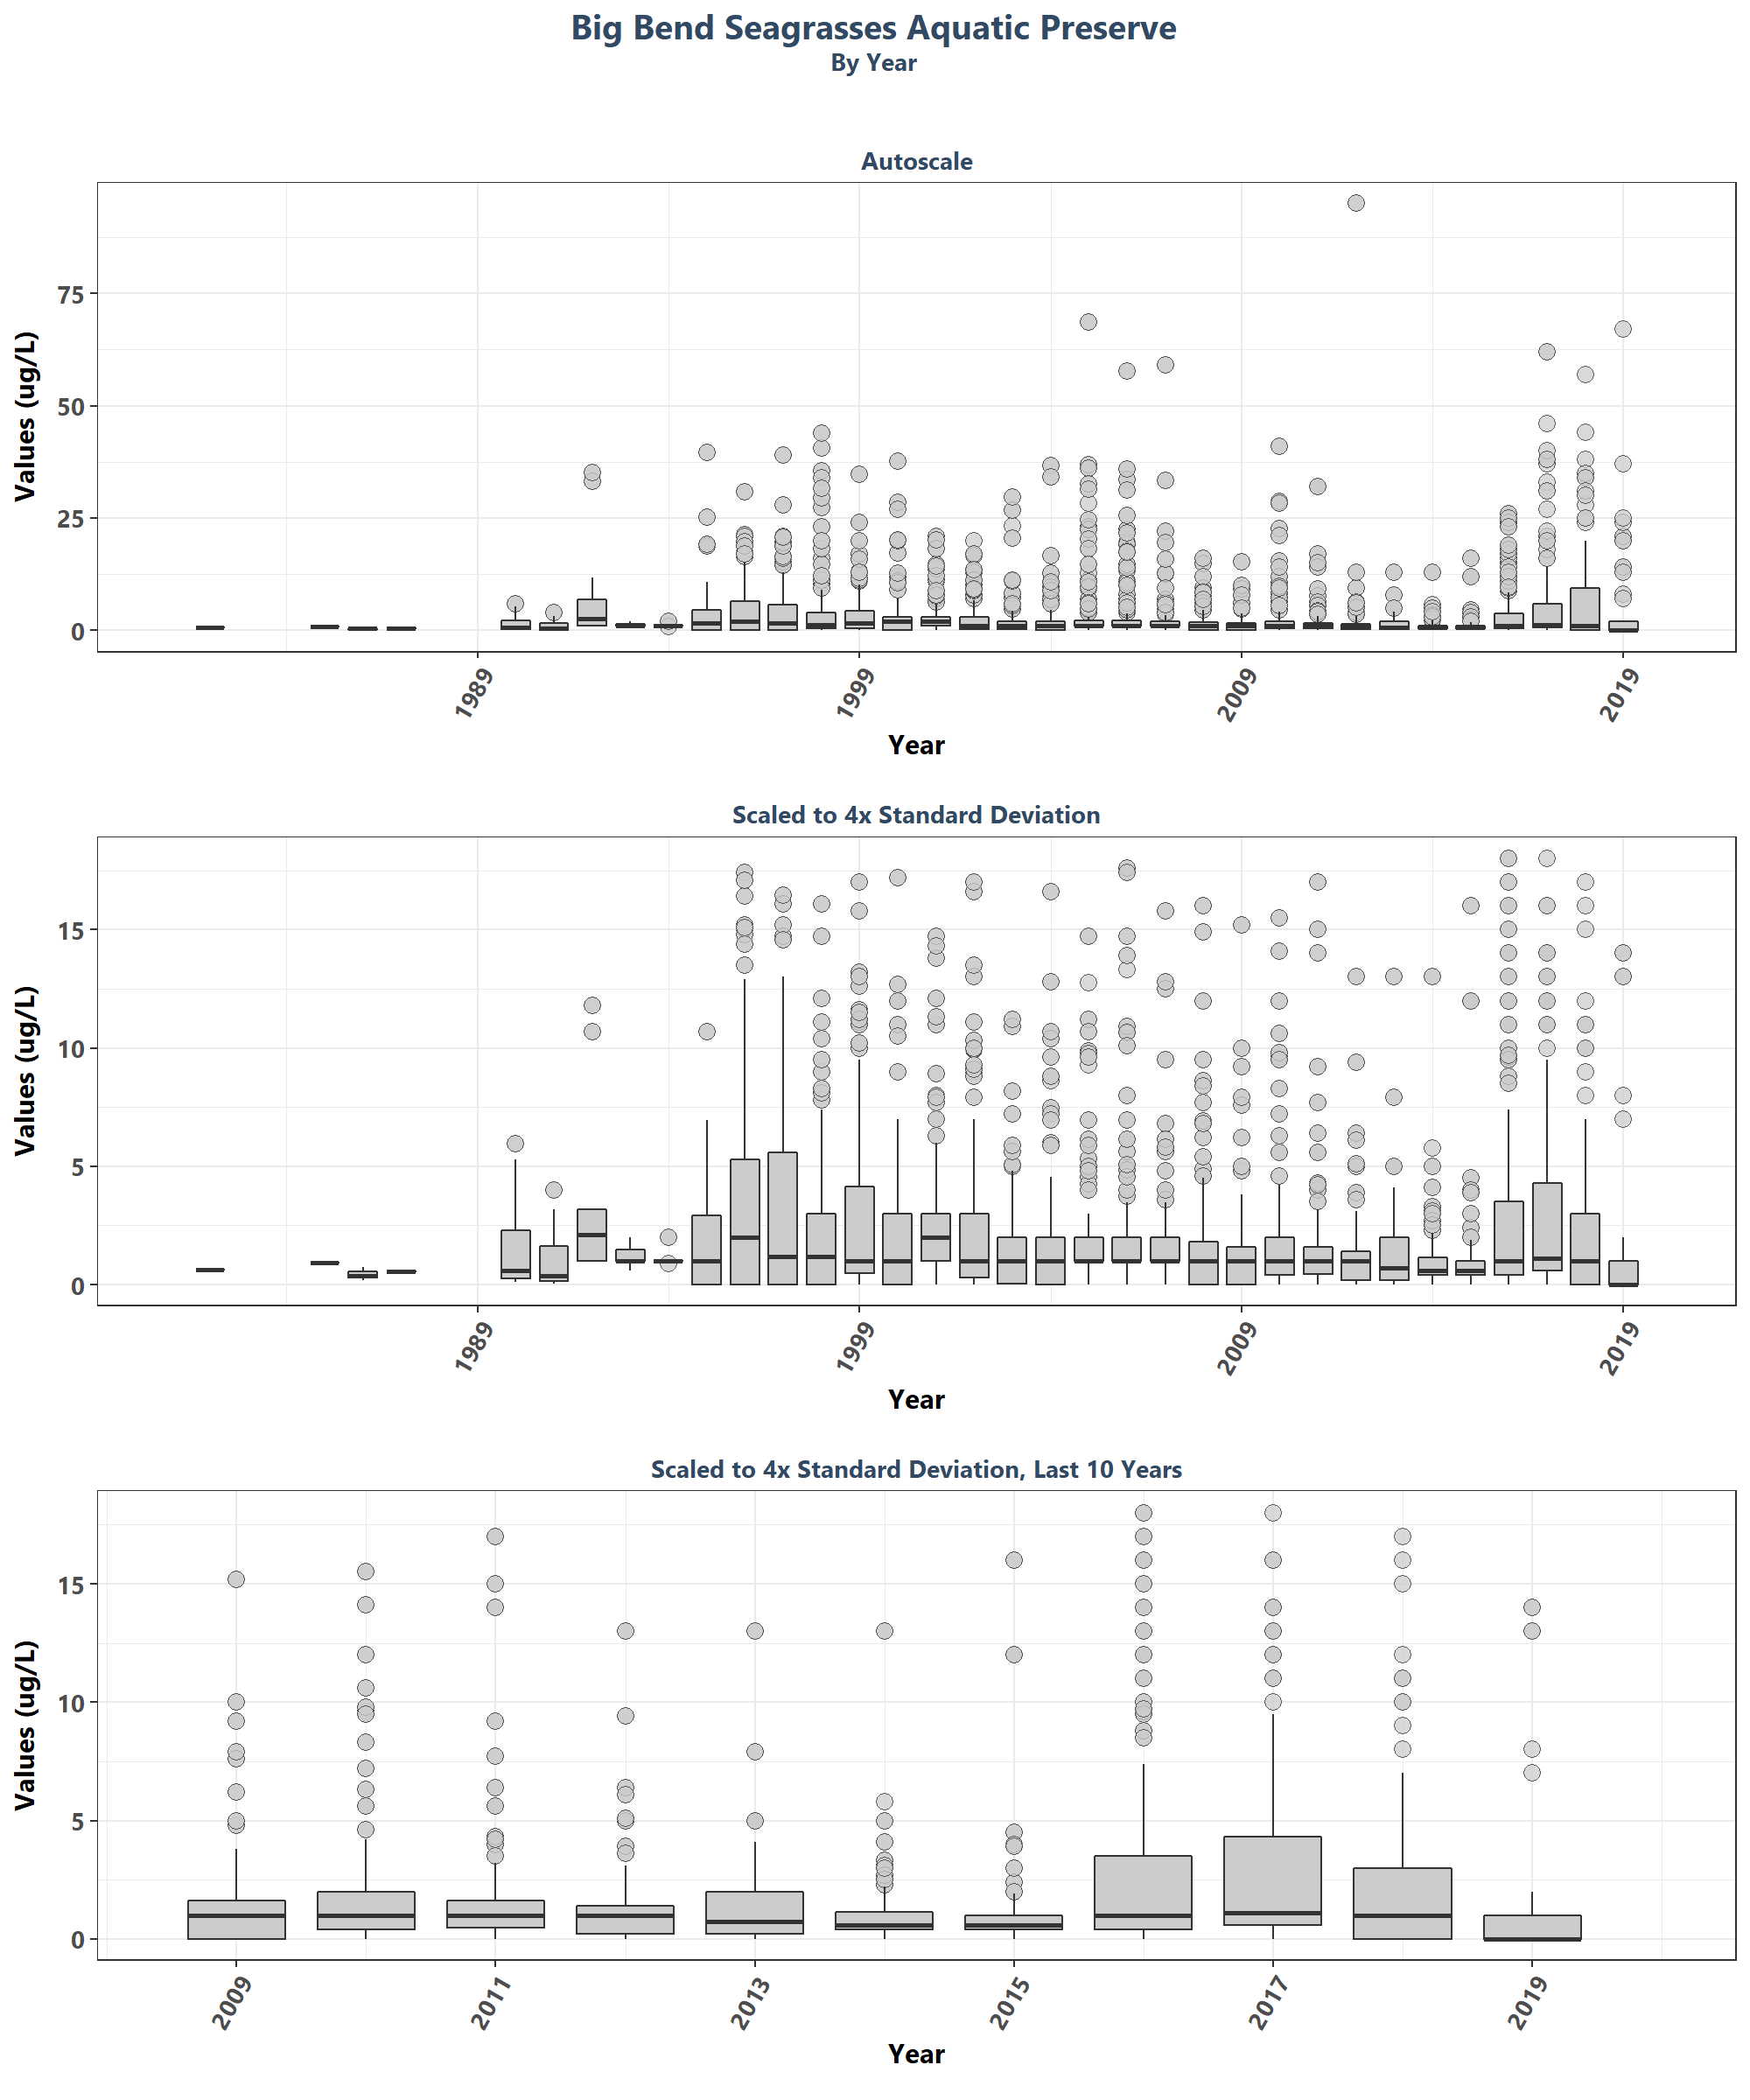 Big Bend Seagrasses Aquatic Preserve
By Year
Autoscale
Values (ug/L)
75
50
25
0
1989
1999
2009
2019
Year
Scaled to 4x Standard Deviation
Values (ug/L)
15
10
5
0
1989
1999
2009
2019
Year
Scaled to 4x Standard Deviation, Last 10 Years
Values (ug/L)
15
10
5
0
2009
2011
2013
2015
2017
2019
Year